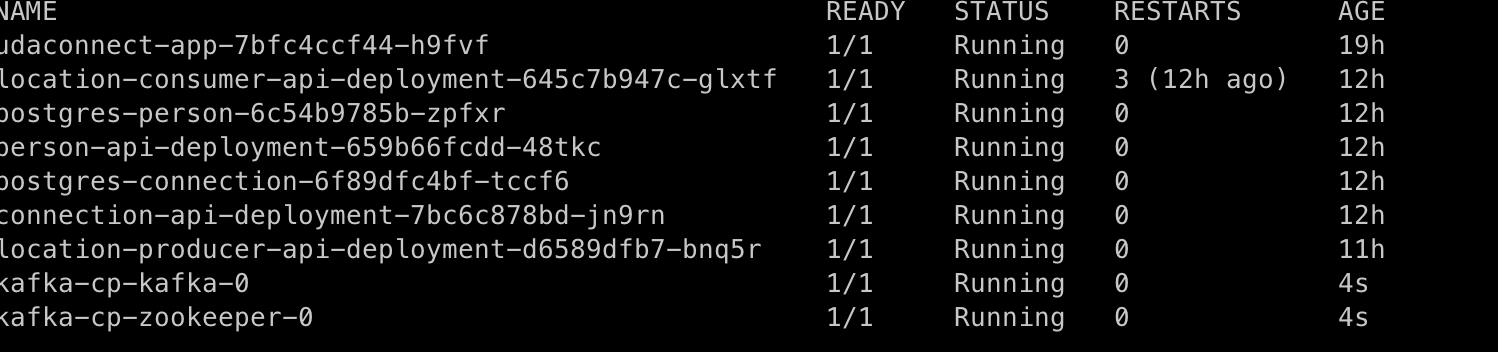 NAME READY STATUS RESTARTS AGE
udaconnect-app-7bfc4ccf44-h9fvf 1/1 Running 0 19h
location-consumer-api-deployment-645c7b947c-glxtf 1/1 Running 3 (12h ago) 12h
postgres-person-6c54b9785b-zpfxr 1/1 Running 0 12h
person-api-deployment-659b66fcdd-48tkc 1/1 Running 0 12h
postgres-connection-6f89dfc4bf-tccf6 1/1 Running 0 12h
connection-api-deployment-7bc6c878bd-jn9rn 1/1 Running 0 12h
location-producer-api-deployment-d6589dfb7-bnq5r 1/1 Running 0 11h
kafka-cp-kafka-0 1/1 Running 0 4s
kafka-cp-zookeeper-0 1/1 Running 0 4s